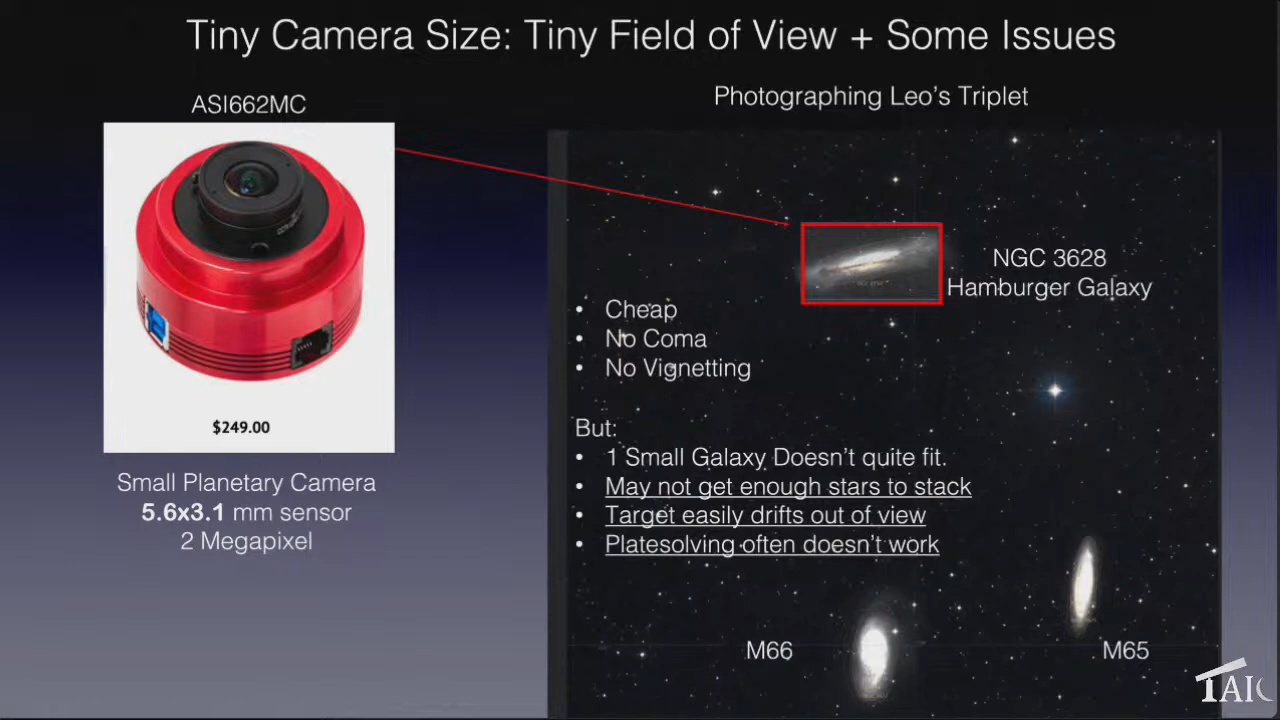 Tiny Camera Size: Tiny Field of View + Some Issues
ASI662MC
$249.00
Small Planetary Camera
5.6x3.1 mm sensor
2 Megapixel
Photographing Leo's Triplet
NGC 3628
Hamburger Galaxy
• Cheap
• No Coma
• No Vignetting
But:
• 1 Small Galaxy Doesn't quite fit.
• May not get enough stars to stack
• Target easily drifts out of view
• Platesolving often doesn't work
M66
M65
TAIC